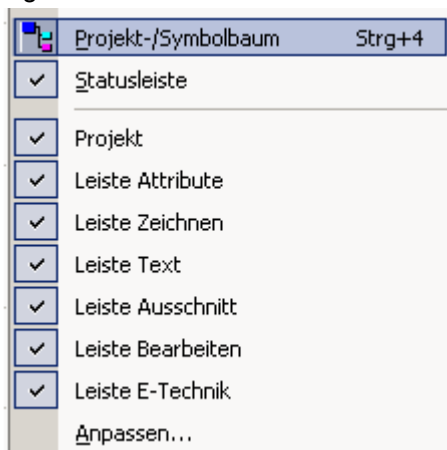 Projekt-/Symbolbaum Strg+4
Statusleiste
Projekt
Leiste Attribute
Leiste Zeichnen
Leiste Text
Leiste Ausschnitt
Leiste Bearbeiten
Leiste E-Technik
Anpassen...